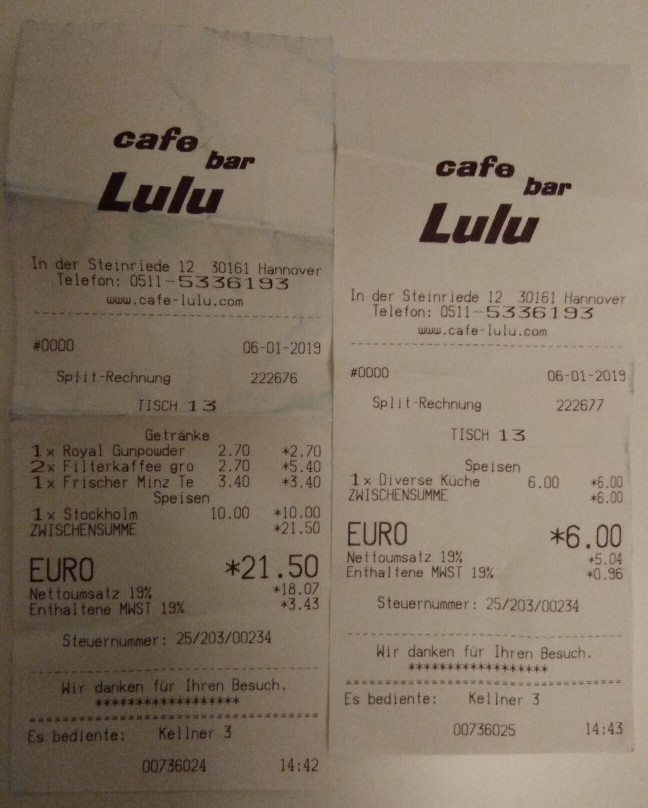 cafe
bar
Lulu
In der Steinriede 12 30161 Hannover
Telefon: 0511-5336193
www.cafe-lulu.com
#0000 06-01-2019
Split-Rechnung 222676
TISCH 13
Getränke
1x Royal Gunpowder 2.70 *2.70
2x Filterkaffee gro 2.70 *5.40
1x Frischer Minz Te 3.40 *3.40
Speisen
1x Stockholm 10.00 *10.00
ZWISCHENSUMME *21.50
EURO *21.50
Nettoumsatz 19% *18.07
Enthaltene MWST 19% *3.43
Steuernummer: 25/203/00234
Wir danken für Ihren Besuch.
******************
Es bediente: Kellner 3
00736024 14:42
cafe
bar
Lulu
In der Steinriede 12 30161 Hannover
Telefon: 0511-5336193
www.cafe-lulu.com
#0000 06-01-2019
Split-Rechnung 222677
TISCH 13
Speisen
1x Diverse Küche 6.00 *6.00
ZWISCHENSUMME *6.00
EURO *6.00
Nettoumsatz 19% *5.04
Enthaltene MWST 19% *0.96
Steuernummer: 25/203/00234
Wir danken für Ihren Besuch.
******************
Es bediente: Kellner 3
00736025 14:43